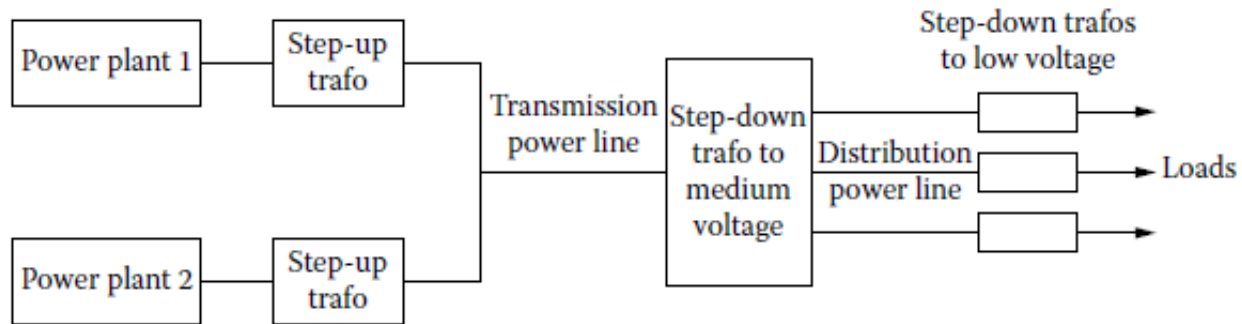 Power plant 1
Step-up
trafo
Transmission
power line
Step-down
trafo to
medium
voltage
Distribution
power line
Step-down trafos
to low voltage
Loads
Power plant 2
Step-up
trafo